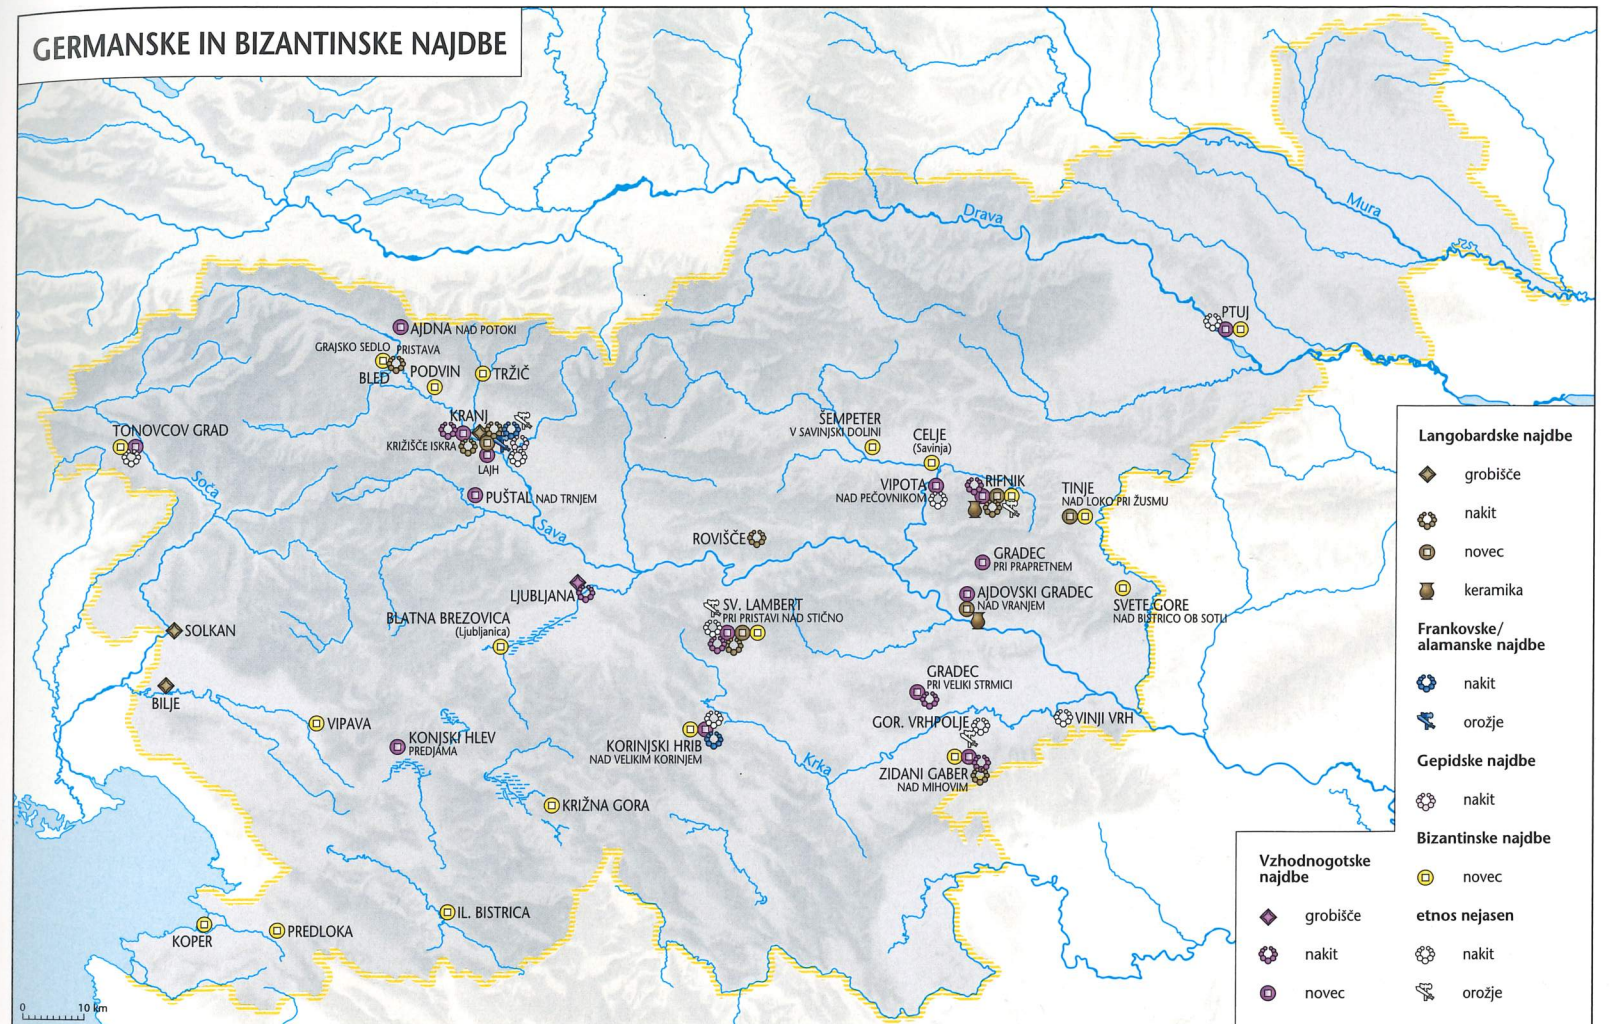 GERMANSKE IN BIZANTINSKE NAJDBE
Mura
Drava
PTUJ
AJDNA NAD POTOKI
GRAJSKO SEDLO
PRISTAVA
BLED
PODVIN
TRŽIČ
KRANJ
KRIŽIŠČE ISKRA
LAJH
TONOVCOV GRAD
Soča
PUŠTAL NAD TRNJEM
Sava
ŠEMPETER
V SAVINJSKI DOLINI
CELJE
(Savinja)
VIPOTA
NAD PEČOVNIKOM
RIFNIK
TINJE
NAD LOKO PRI ŽUSMU
ROVIŠČE
GRADEC
PRI PRAPRETNEM
AJDOVSKI GRADEC
NAD VRANJEM
SVETE GORE
NAD BISTRICO OB SOTLI
LJUBLJANA
BLATNA BREZOVICA
(Ljubljanica)
SV. LAMBERT
PRI PRISTAVI NAD STIČNO
SOLKAN
BILJE
VIPAVA
KONJSKI HLEV
PREDJAMA
GRADEC
PRI VELIKI STRMICI
GOR. VRHPOLJE
VINJI VRH
KORINJSKI HRIB
NAD VELIKIM KORINJEM
Krka
ZIDANI GABER
NAD MIHOVIM
KRIŽNA GORA
IL. BISTRICA
KOPER
PREDLOKA
0 10 km
Langobardske najdbe
grobišče
nakit
novec
keramika
Frankovske/
alamanske najdbe
nakit
orožje
Gepidske najdbe
nakit
Bizantinske najdbe
novec
etnos nejasen
nakit
orožje
Vzhodnogotske
najdbe
grobišče
nakit
novec